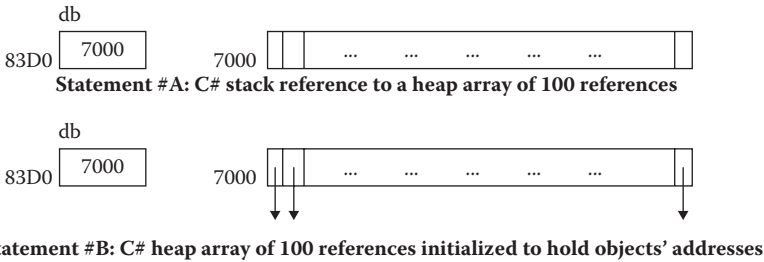 db
83D0 7000 7000 ... ... ... ... ...
Statement #A: C# stack reference to a heap array of 100 references
db
83D0 7000 7000 ... ... ... ... ...
tatement #B: C# heap array of 100 references initialized to hold objects’ addresses